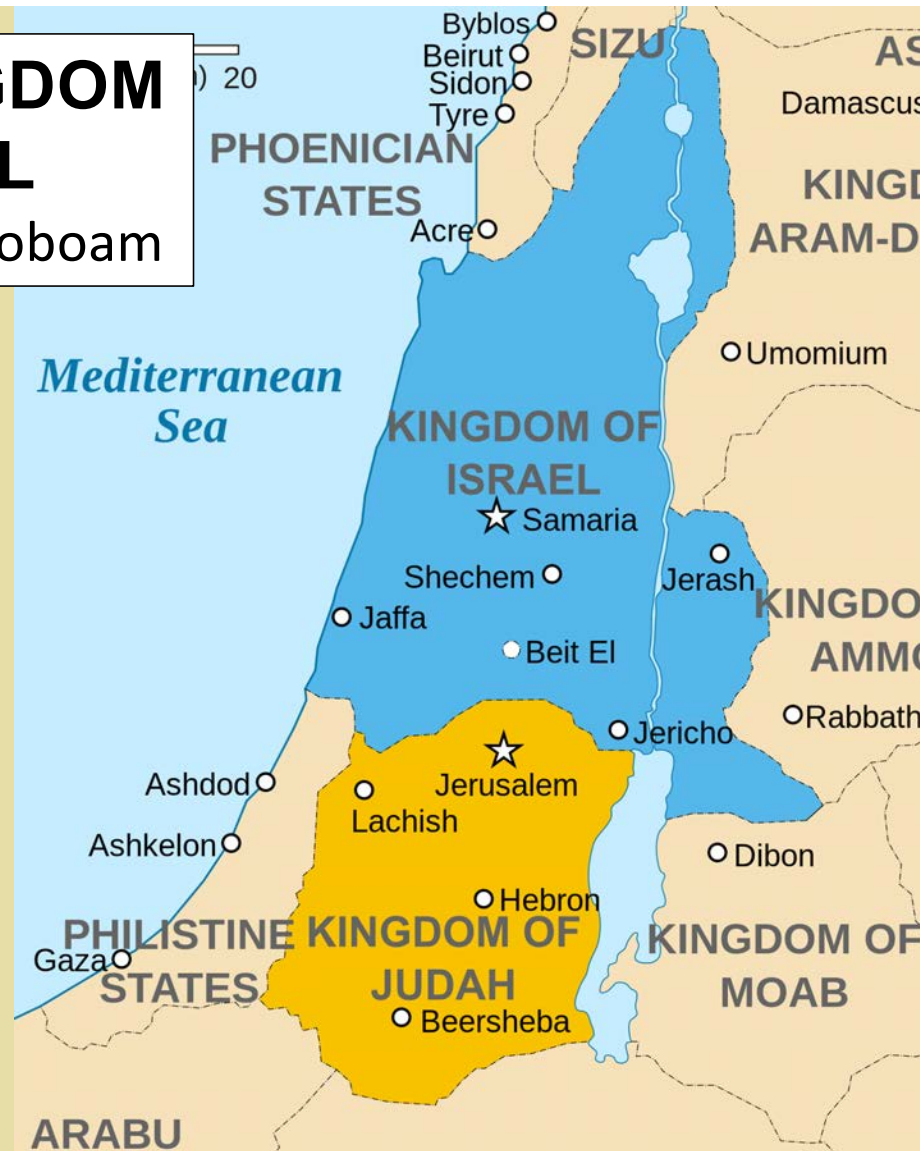 GDOM
L
oboam
) 20
Byblos
Beirut
Sidon
Tyre
SIZU
AS
Damascus
PHOENICIAN
STATES
KINGD
ARAM-D
Acre
Umomium
Mediterranean
Sea
KINGDOM OF
ISRAEL
Samaria
Shechem
Jerash
Jaffa
KINGDO
AMMO
Beit El
Rabbath
Jericho
Jerusalem
Ashdod
Lachish
Ashkelon
Dibon
Hebron
PHILISTINE
STATES
Gaza
KINGDOM OF
JUDAH
KINGDOM OF
MOAB
Beersheba
ARABU